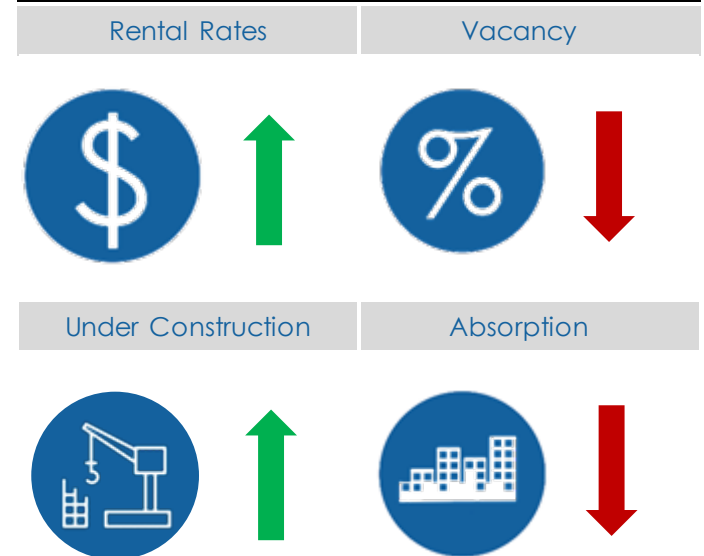 Rental Rates
Vacancy
$
%
Under Construction
Absorption